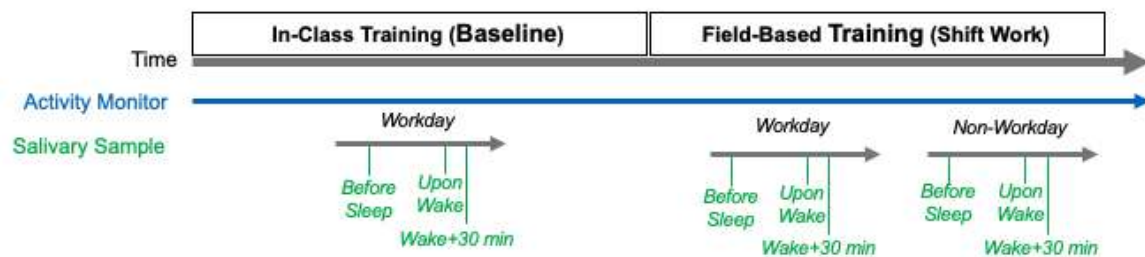 In-Class Training (Baseline)
Field-Based Training (Shift Work)
Time
Activity Monitor
Salivary Sample
Workday
Before
Sleep
Upon
Wake
Wake+30 min
Workday
Before
Sleep
Upon
Wake
Wake+30 min
Non-Workday
Before
Sleep
Upon
Wake
Wake+30 min